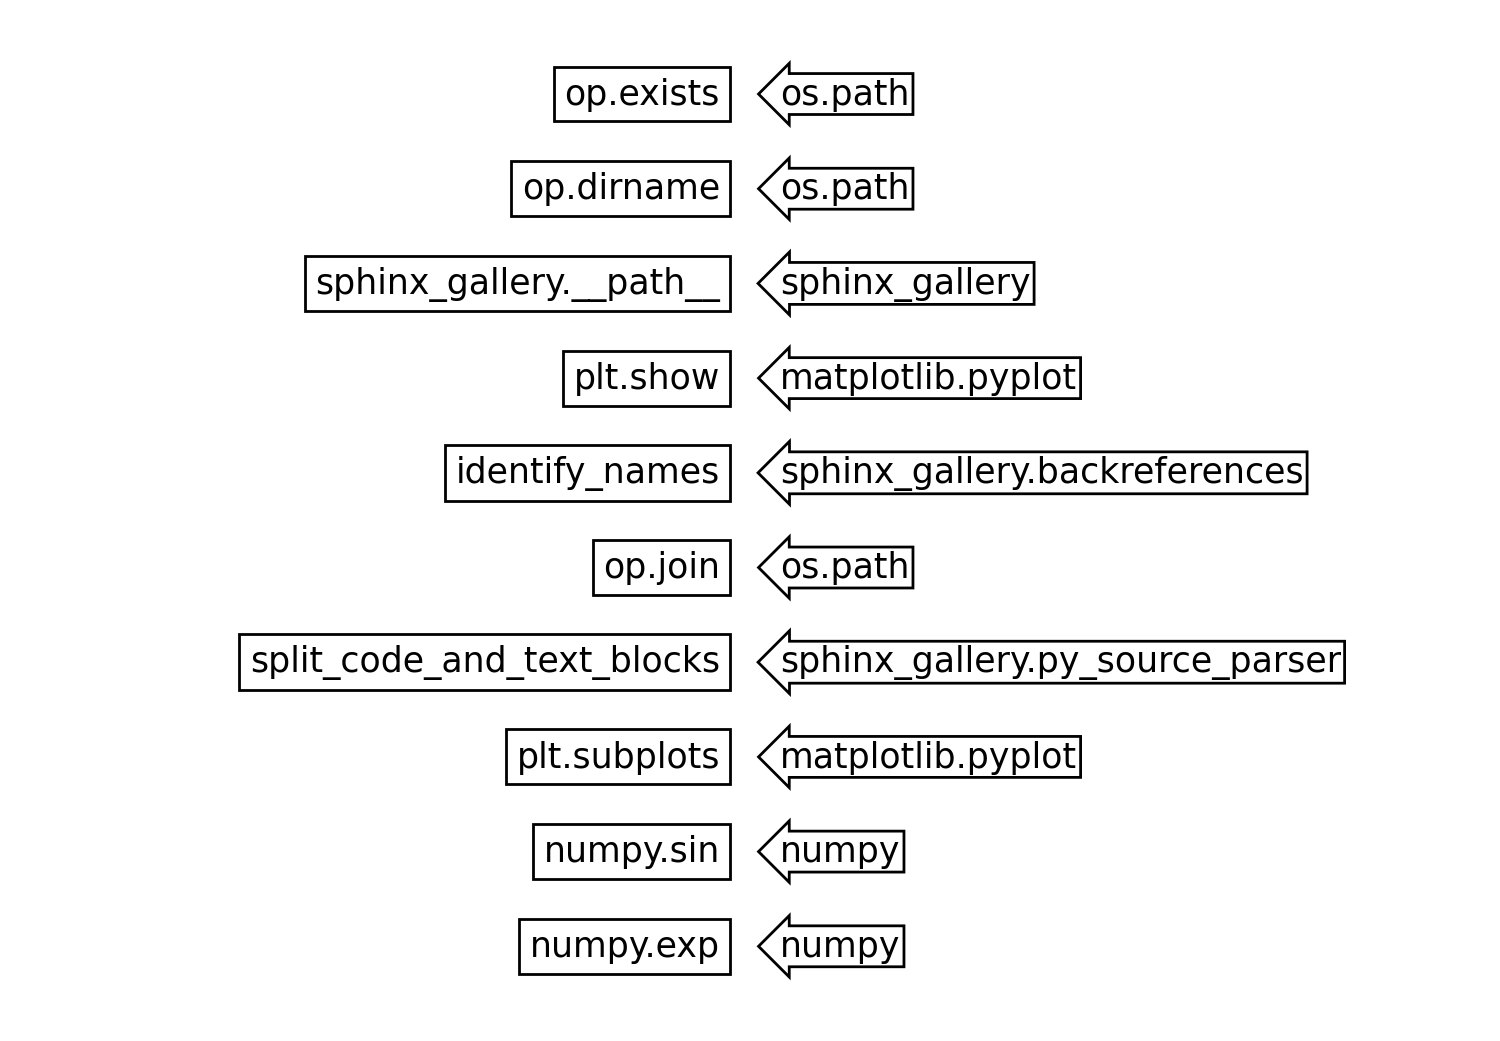 op.exists os.path
op.dirname os.path
sphinx_gallery.__path__ sphinx_gallery
plt.show matplotlib.pyplot
identify_names sphinx_gallery.backreferences
op.join os.path
split_code_and_text_blocks sphinx_gallery.py_source_parser
plt.subplots matplotlib.pyplot
numpy.sin numpy
numpy.exp numpy